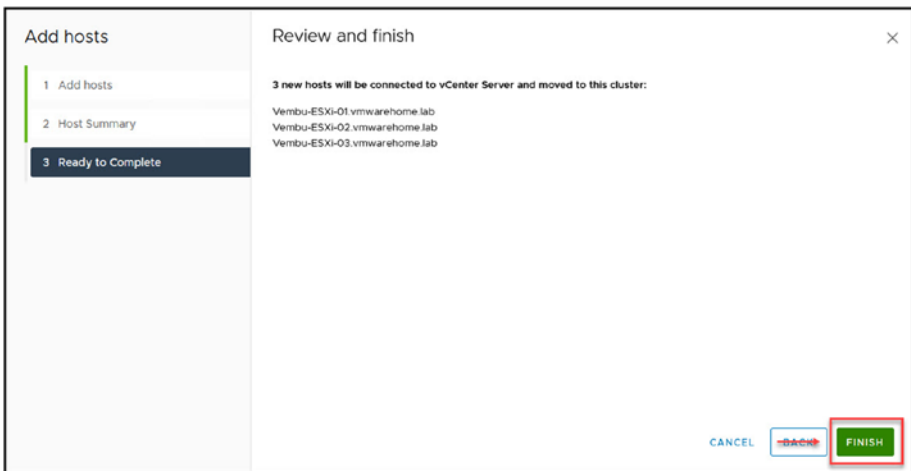 Add hosts
1 Add hosts
2 Host Summary
3 Ready to Complete
Review and finish
3 new hosts will be connected to vCenter Server and moved to this cluster:
Vembu-ESXi-01.vmwarehome.lab
Vembu-ESXi-02.vmwarehome.lab
Vembu-ESXi-03.vmwarehome.lab
CANCEL
BACK
FINISH